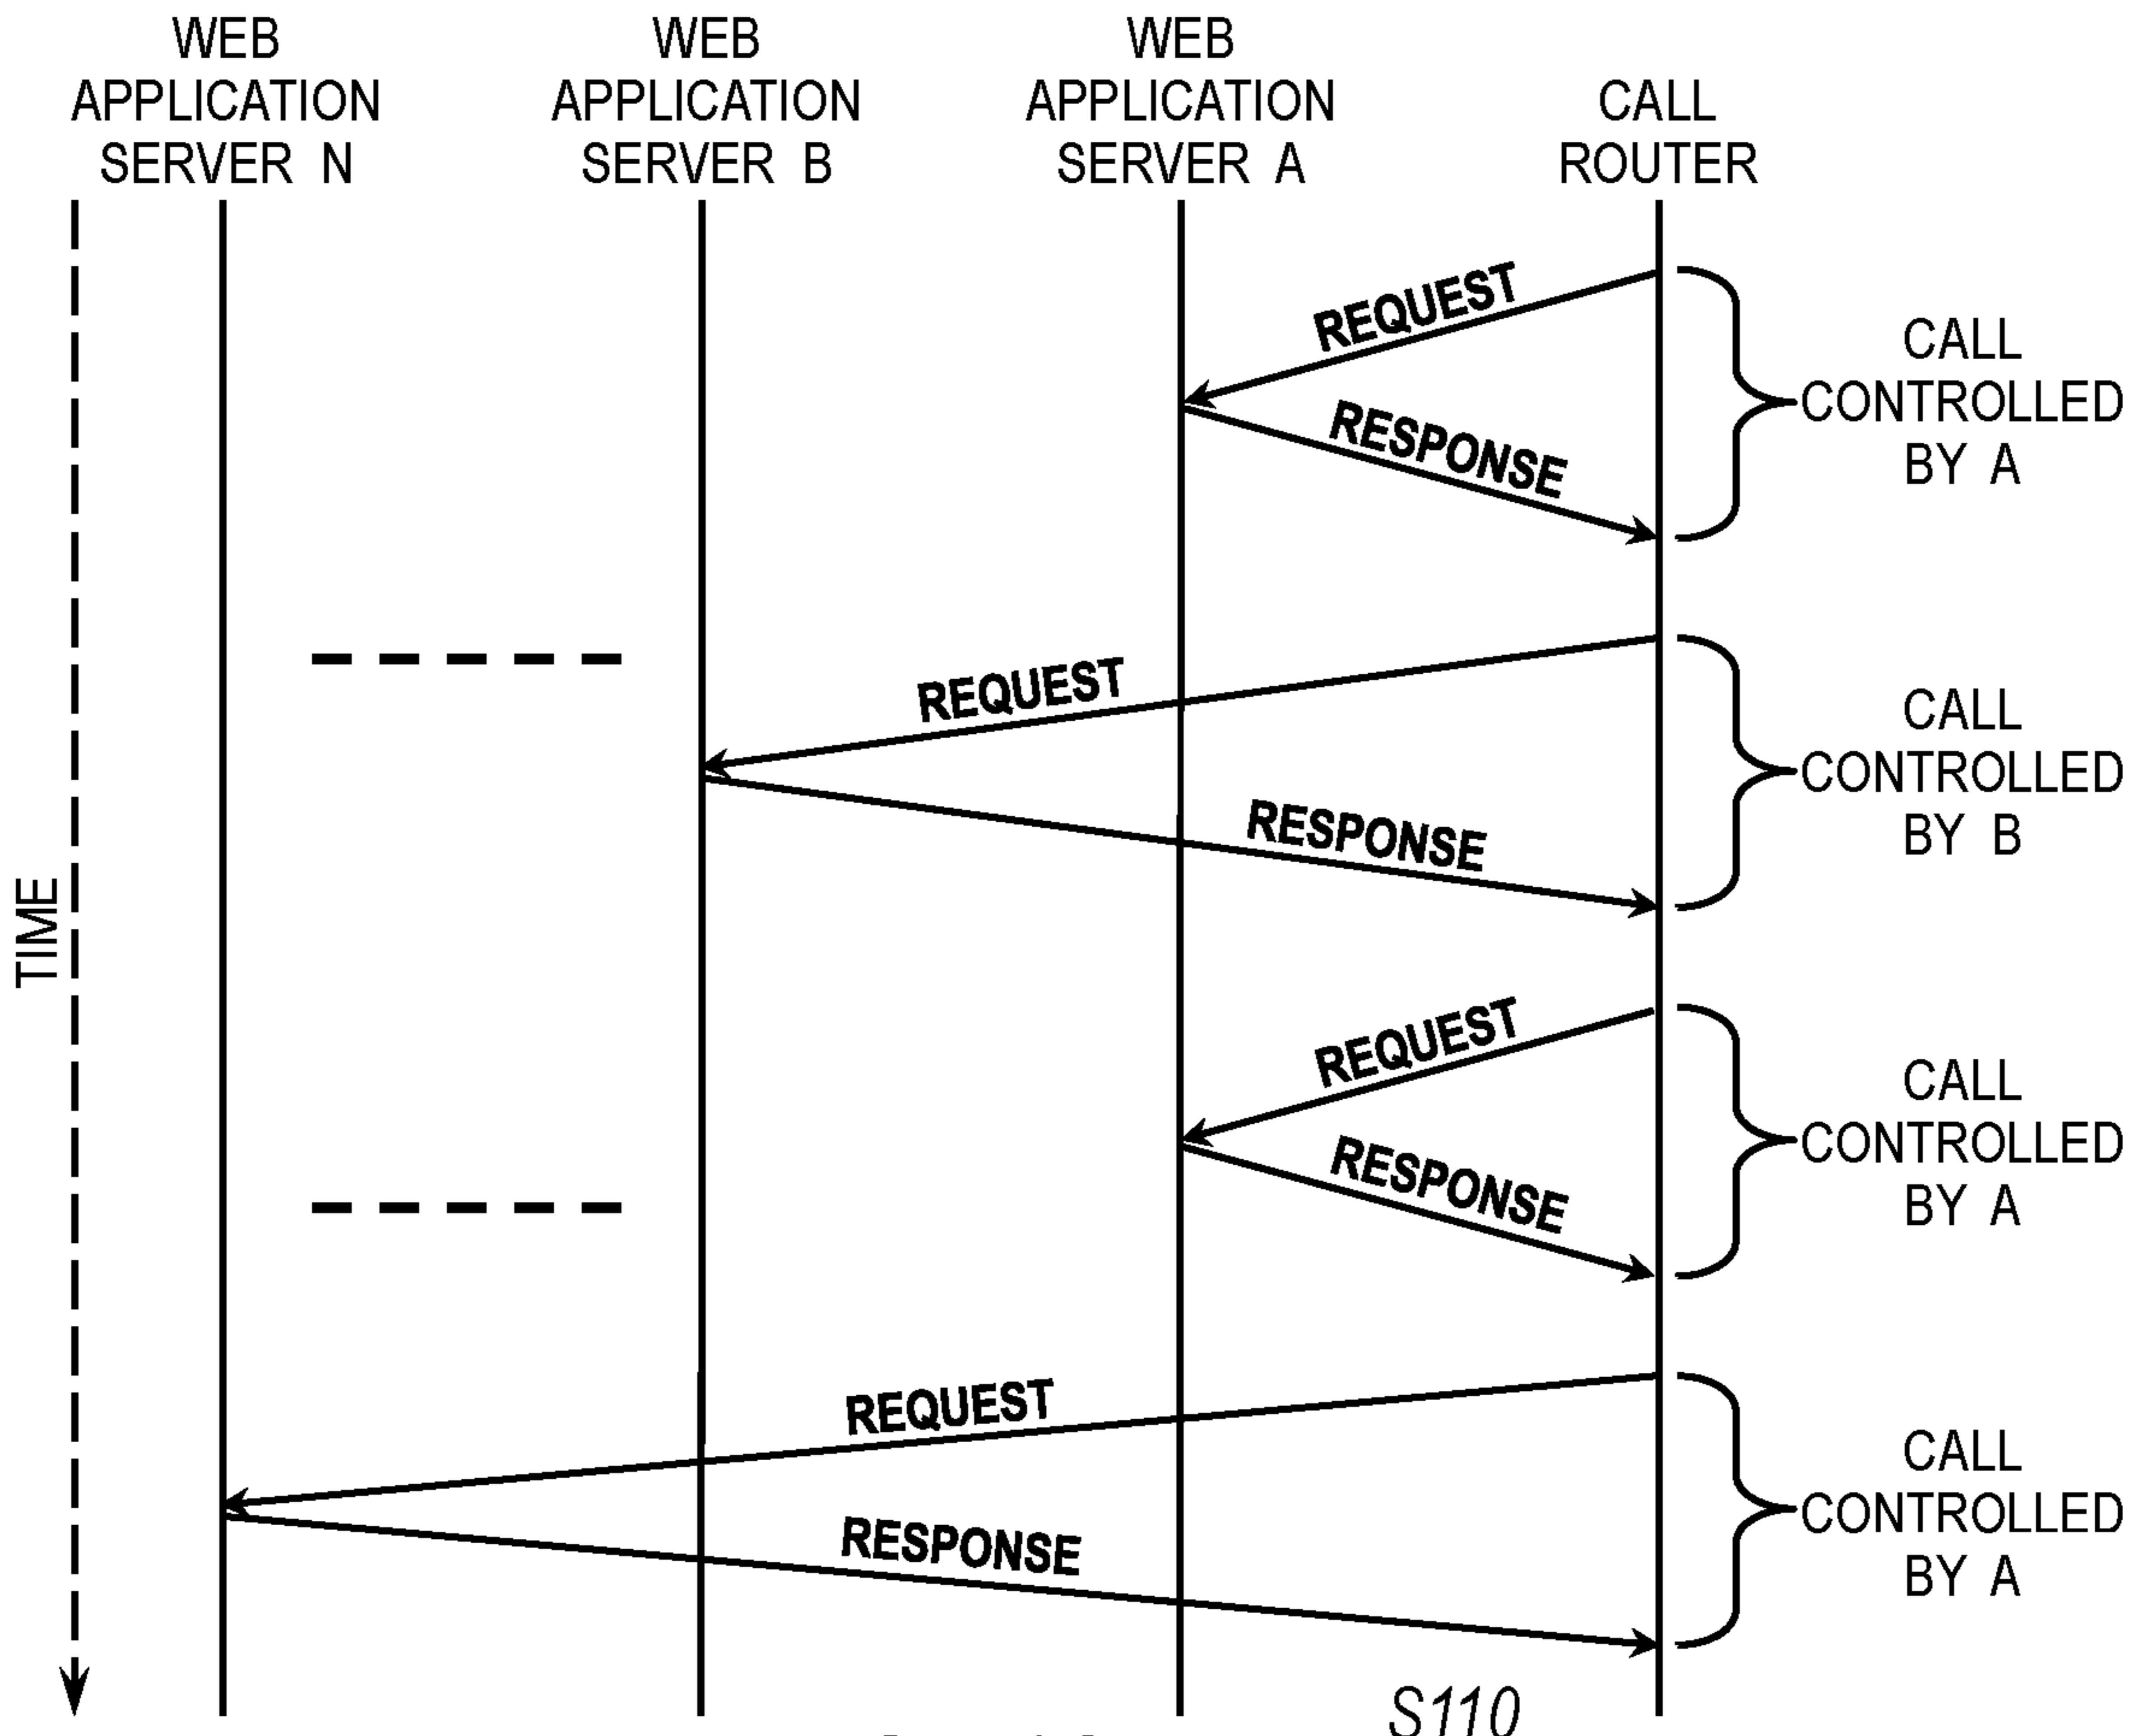 WEB
APPLICATION
SERVER N
WEB
APPLICATION
SERVER B
WEB
APPLICATION
SERVER A
CALL
ROUTER
REQUEST
RESPONSE
CALL
CONTROLLED
BY A
REQUEST
RESPONSE
CALL
CONTROLLED
BY B
TIME
REQUEST
RESPONSE
CALL
CONTROLLED
BY A
REQUEST
RESPONSE
CALL
CONTROLLED
BY A
S110